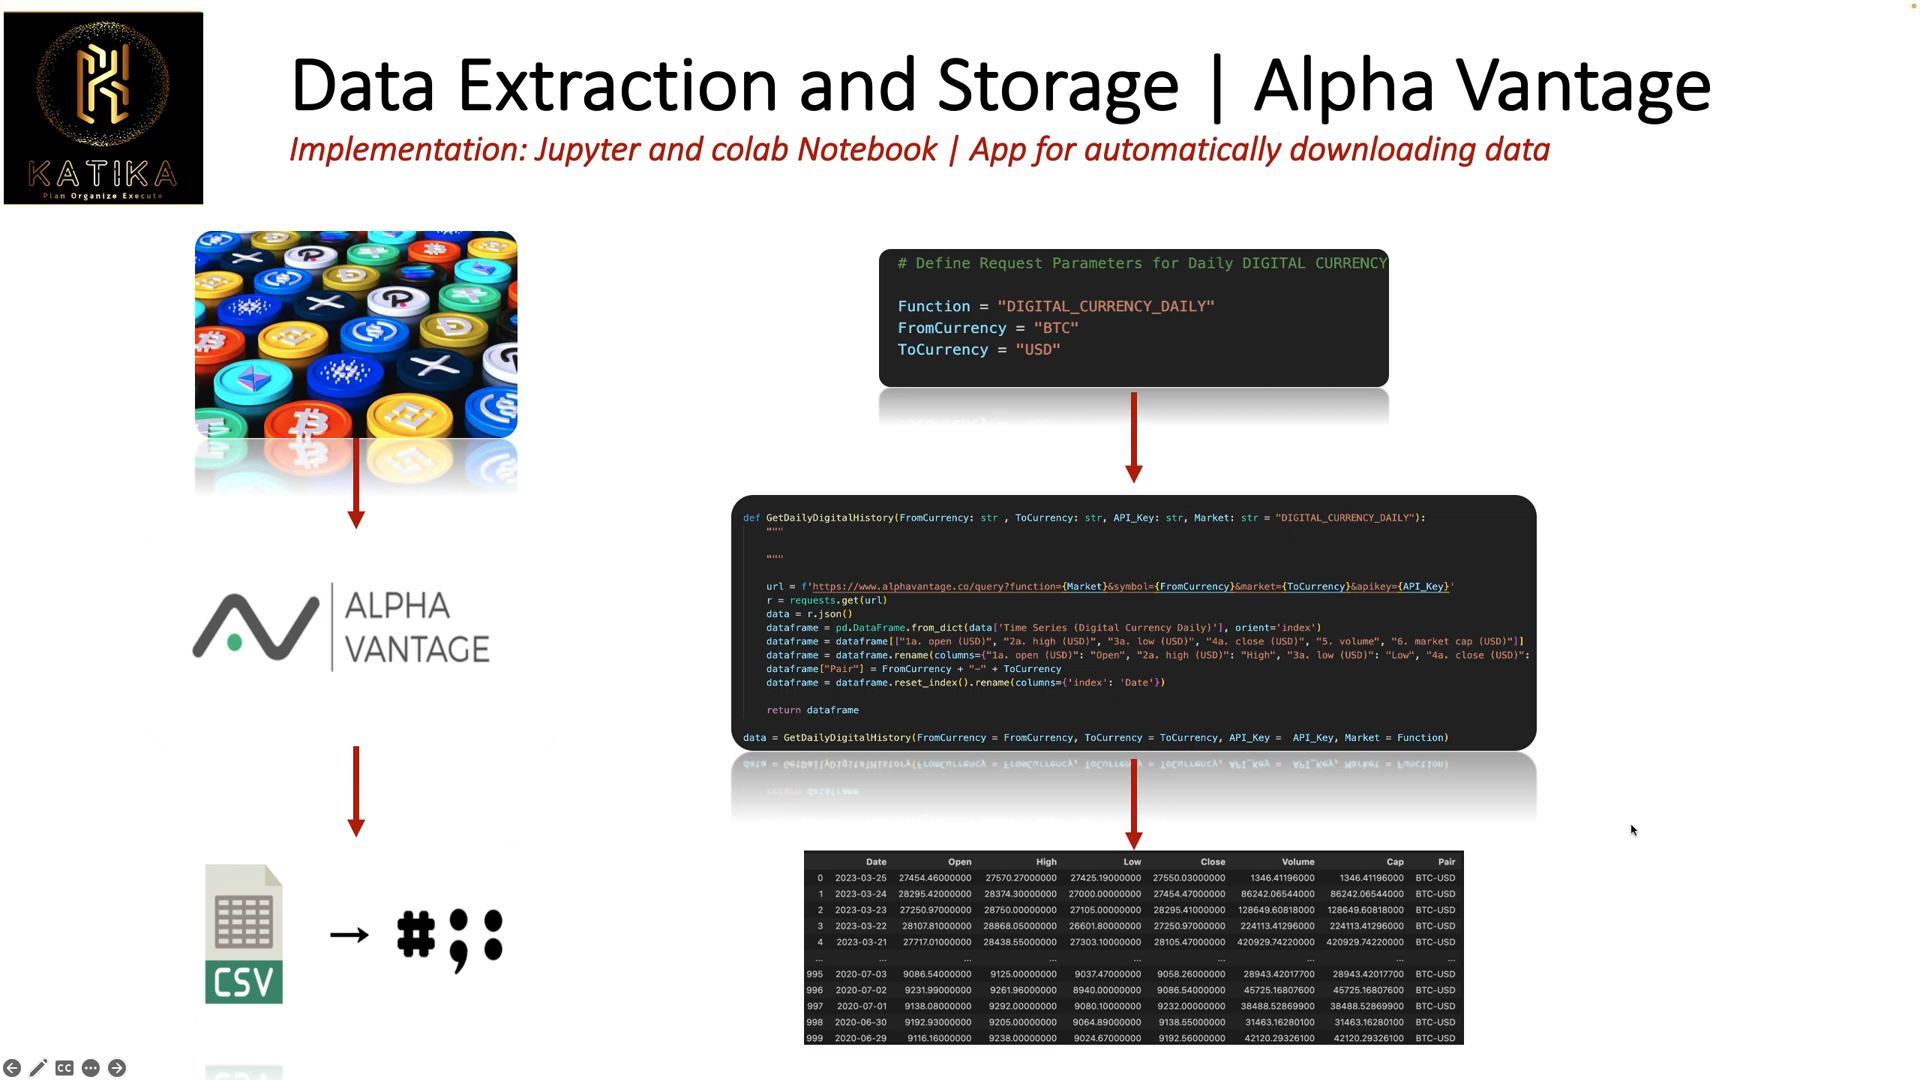 KATIKA
Plan Organize Execute
Data Extraction and Storage | Alpha Vantage
Implementation: Jupyter and colab Notebook | App for automatically downloading data
# Define Request Parameters for Daily DIGITAL CURRENCY
Function = "DIGITAL_CURRENCY_DAILY"
FromCurrency = "BTC"
ToCurrency = "USD"
ALPHA
VANTAGE
def GetDailyDigitalHistory(FromCurrency: str , ToCurrency: str, API_Key: str, Market: str = "DIGITAL_CURRENCY_DAILY"):
"""
"""
url = f'https://www.alphavantage.co/query?function={Market}&symbol={FromCurrency}&market={ToCurrency}&apikey={API_Key}'
r = requests.get(url)
data = r.json()
dataframe = pd.DataFrame.from_dict(data['Time Series (Digital Currency Daily)'], orient='index')
dataframe = dataframe[["1a. open (USD)", "2a. high (USD)", "3a. low (USD)", "4a. close (USD)", "5. volume", "6. market cap (USD)"]]
dataframe = dataframe.rename(columns={"1a. open (USD)": "Open", "2a. high (USD)": "High", "3a. low (USD)": "Low", "4a. close (USD)":
dataframe["Pair"] = FromCurrency + "-" + ToCurrency
dataframe = dataframe.reset_index().rename(columns={'index': 'Date'})
return dataframe
data = GetDailyDigitalHistory(FromCurrency = FromCurrency, ToCurrency = ToCurrency, API_Key =  API_Key, Market = Function)
CSV → #;:
Date Open High Low Close Volume Cap Pair
0 2023-03-25 27454.46000000 27570.27000000 27425.19000000 27550.03000000 1346.41196000 1346.41196000 BTC-USD
1 2023-03-24 28295.42000000 28374.30000000 27000.00000000 27454.47000000 86242.06544000 86242.06544000 BTC-USD
2 2023-03-23 27250.97000000 28750.00000000 27105.00000000 28295.41000000 128649.60818000 128649.60818000 BTC-USD
3 2023-03-22 28107.81000000 28868.05000000 26601.80000000 27250.97000000 224113.41296000 224113.41296000 BTC-USD
4 2023-03-21 27717.01000000 28438.55000000 27303.10000000 28105.47000000 420929.74220000 420929.74220000 BTC-USD
... ... ... ... ... ... ... ... ...
995 2020-07-03 9086.54000000 9125.00000000 9037.47000000 9058.26000000 28943.42017700 28943.42017700 BTC-USD
996 2020-07-02 9231.99000000 9261.96000000 8940.00000000 9086.54000000 45725.16807600 45725.16807600 BTC-USD
997 2020-07-01 9138.08000000 9292.00000000 9080.10000000 9232.00000000 38488.52869900 38488.52869900 BTC-USD
998 2020-06-30 9192.93000000 9205.00000000 9064.89000000 9138.55000000 31463.16280100 31463.16280100 BTC-USD
999 2020-06-29 9116.16000000 9238.00000000 9024.67000000 9192.56000000 42120.29326100 42120.29326100 BTC-USD
CC